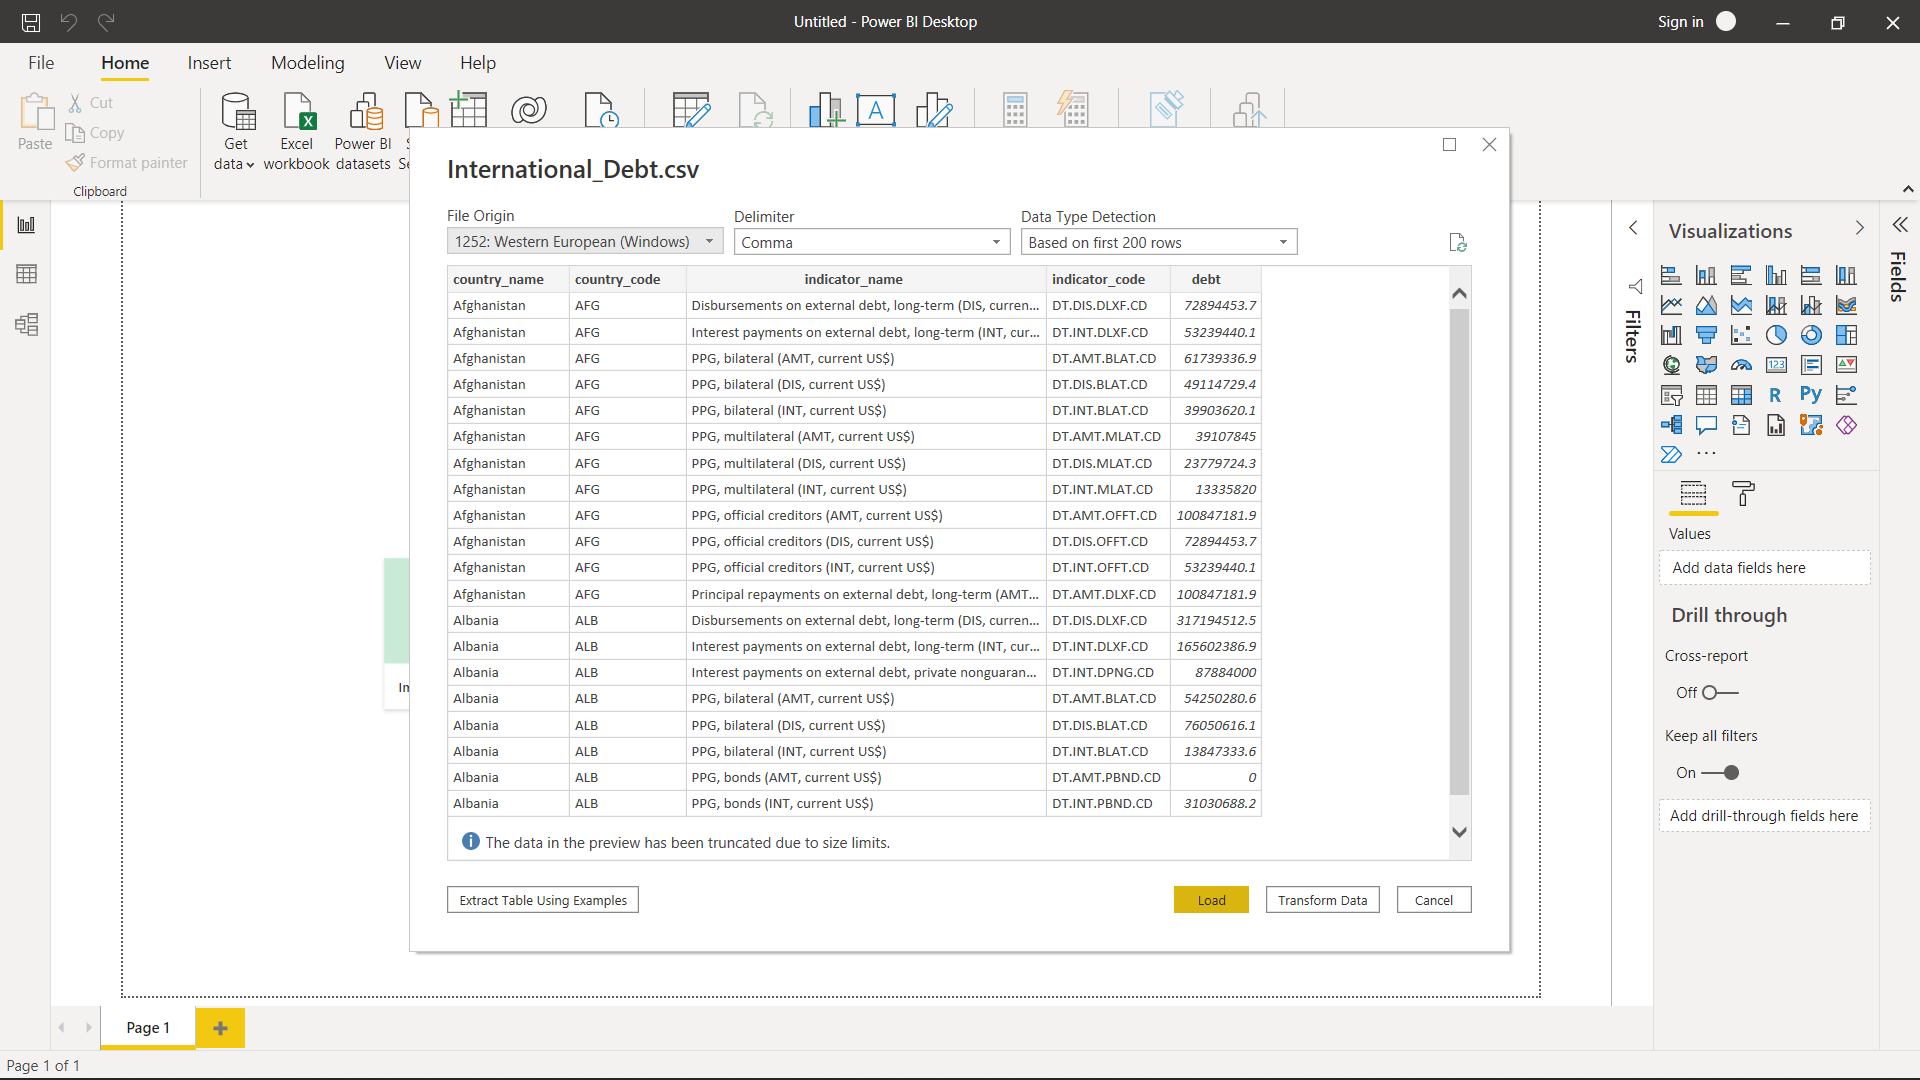 Untitled - Power BI Desktop
Sign in
File
Home
Insert
Modeling
View
Help
Paste
Cut
Copy
Format painter
Clipboard
Get
data
Excel
workbook
Power BI
datasets
International_Debt.csv
File Origin
Delimiter
Data Type Detection
1252: Western European (Windows)
Comma
Based on first 200 rows
country_name country_code indicator_name indicator_code debt
Afghanistan AFG Disbursements on external debt, long-term (DIS, curren... DT.DIS.DLXF.CD 72894453.7
Afghanistan AFG Interest payments on external debt, long-term (INT, cur... DT.INT.DLXF.CD 53239440.1
Afghanistan AFG PPG, bilateral (AMT, current US$) DT.AMT.BLAT.CD 61739336.9
Afghanistan AFG PPG, bilateral (DIS, current US$) DT.DIS.BLAT.CD 49114729.4
Afghanistan AFG PPG, bilateral (INT, current US$) DT.INT.BLAT.CD 39903620.1
Afghanistan AFG PPG, multilateral (AMT, current US$) DT.AMT.MLAT.CD 39107845
Afghanistan AFG PPG, multilateral (DIS, current US$) DT.DIS.MLAT.CD 23779724.3
Afghanistan AFG PPG, multilateral (INT, current US$) DT.INT.MLAT.CD 13335820
Afghanistan AFG PPG, official creditors (AMT, current US$) DT.AMT.OFFT.CD 100847181.9
Afghanistan AFG PPG, official creditors (DIS, current US$) DT.DIS.OFFT.CD 72894453.7
Afghanistan AFG PPG, official creditors (INT, current US$) DT.INT.OFFT.CD 53239440.1
Afghanistan AFG Principal repayments on external debt, long-term (AMT... DT.AMT.DLXF.CD 100847181.9
Albania ALB Disbursements on external debt, long-term (DIS, curren... DT.DIS.DLXF.CD 317194512.5
Albania ALB Interest payments on external debt, long-term (INT, cur... DT.INT.DLXF.CD 165602386.9
Albania ALB Interest payments on external debt, private nonguaran... DT.INT.DPNG.CD 87884000
Albania ALB PPG, bilateral (AMT, current US$) DT.AMT.BLAT.CD 54250280.6
Albania ALB PPG, bilateral (DIS, current US$) DT.DIS.BLAT.CD 76050616.1
Albania ALB PPG, bilateral (INT, current US$) DT.INT.BLAT.CD 13847333.6
Albania ALB PPG, bonds (AMT, current US$) DT.AMT.PBND.CD 0
Albania ALB PPG, bonds (INT, current US$) DT.INT.PBND.CD 31030688.2
The data in the preview has been truncated due to size limits.
Extract Table Using Examples
Load
Transform Data
Cancel
Filters
Visualizations
123
R
Py
Values
Add data fields here
Drill through
Cross-report
Off
Keep all filters
On
Add drill-through fields here
Fields
Page 1
Page 1 of 1